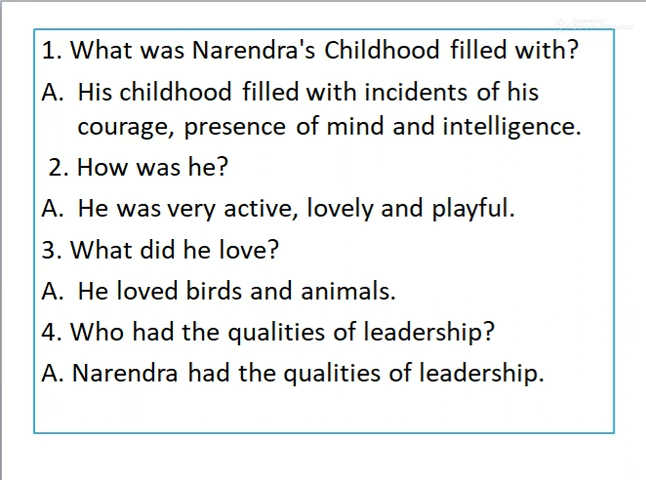 1. What was Narendra's Childhood filled with?
A. His childhood filled with incidents of his
courage, presence of mind and intelligence.
2. How was he?
A. He was very active, lovely and playful.
3. What did he love?
A. He loved birds and animals.
4. Who had the qualities of leadership?
A. Narendra had the qualities of leadership.